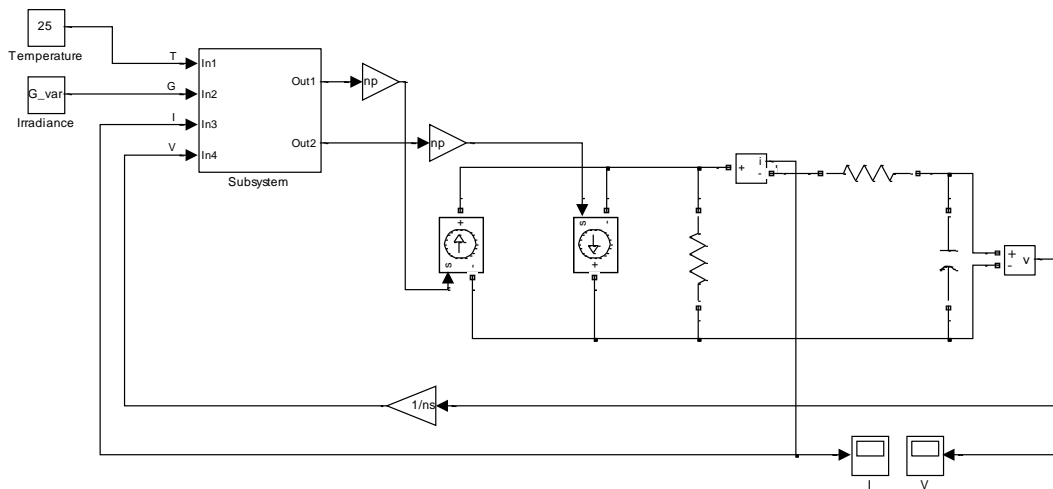 25
Temperature
G_var
Irradiance
T
G
I
V
In1
In2
In3
In4
Out1
Out2
Subsystem
np
np
s
+
-
s
-
+
+
i
-
+
-
v
1/ns
I
V